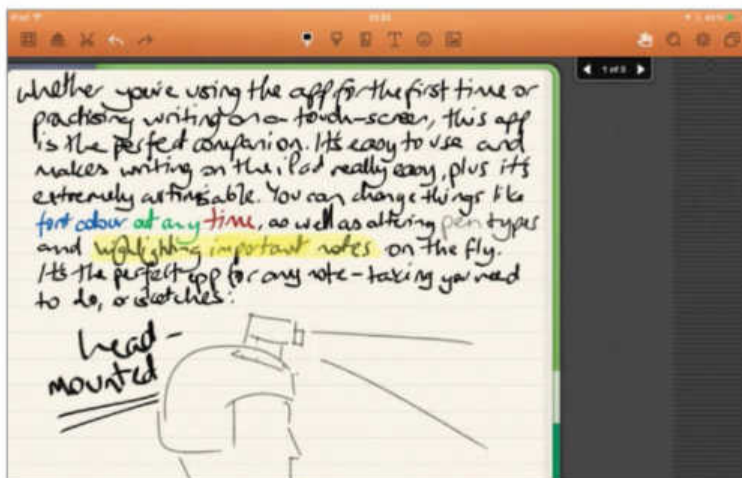 iPad
T
1 of 5
Whether you're using the app for the first time or
practising writing on a touch-screen, this app
is the perfect companion. It's easy to use and
makes writing on the iPad really easy, plus it's
extremely customisable. You can change things like
font colour at any time, as well as altering pen types
and highlighting important notes on the fly.
It's the perfect app for any note-taking you need
to do, or sketches:
head-
mounted